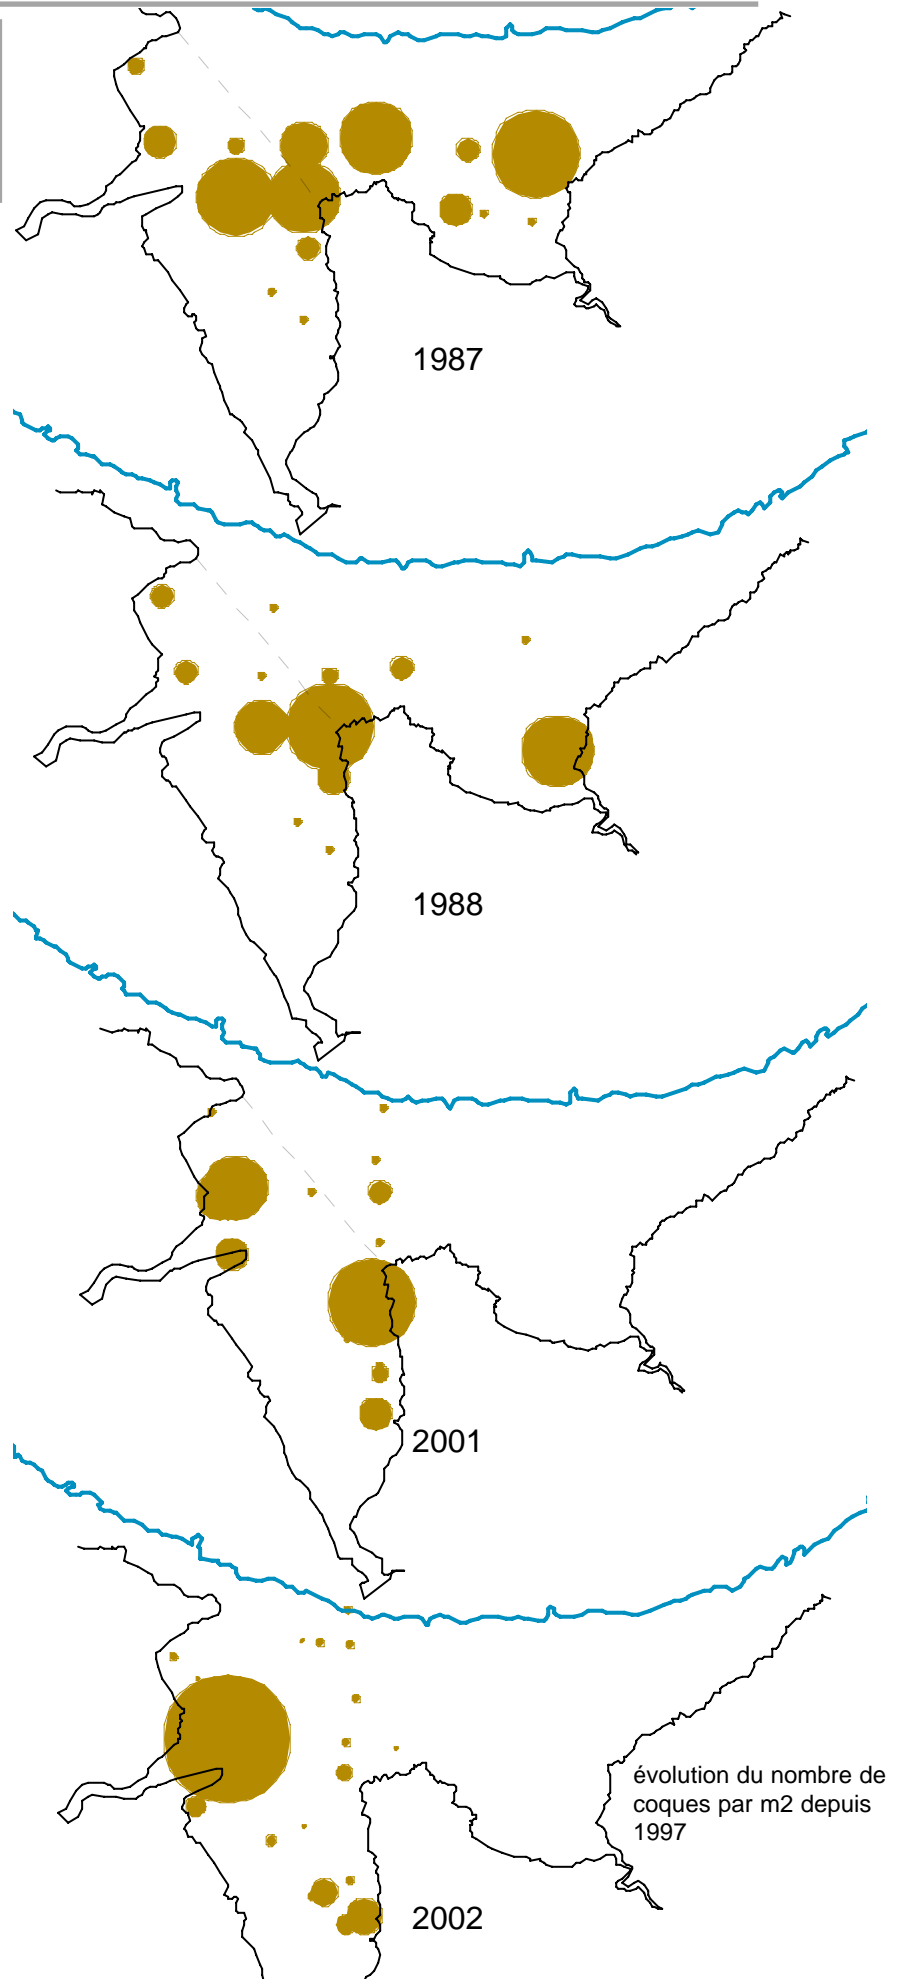 1987
1988
2001
évolution du nombre de
coques par m2 depuis
1997
2002